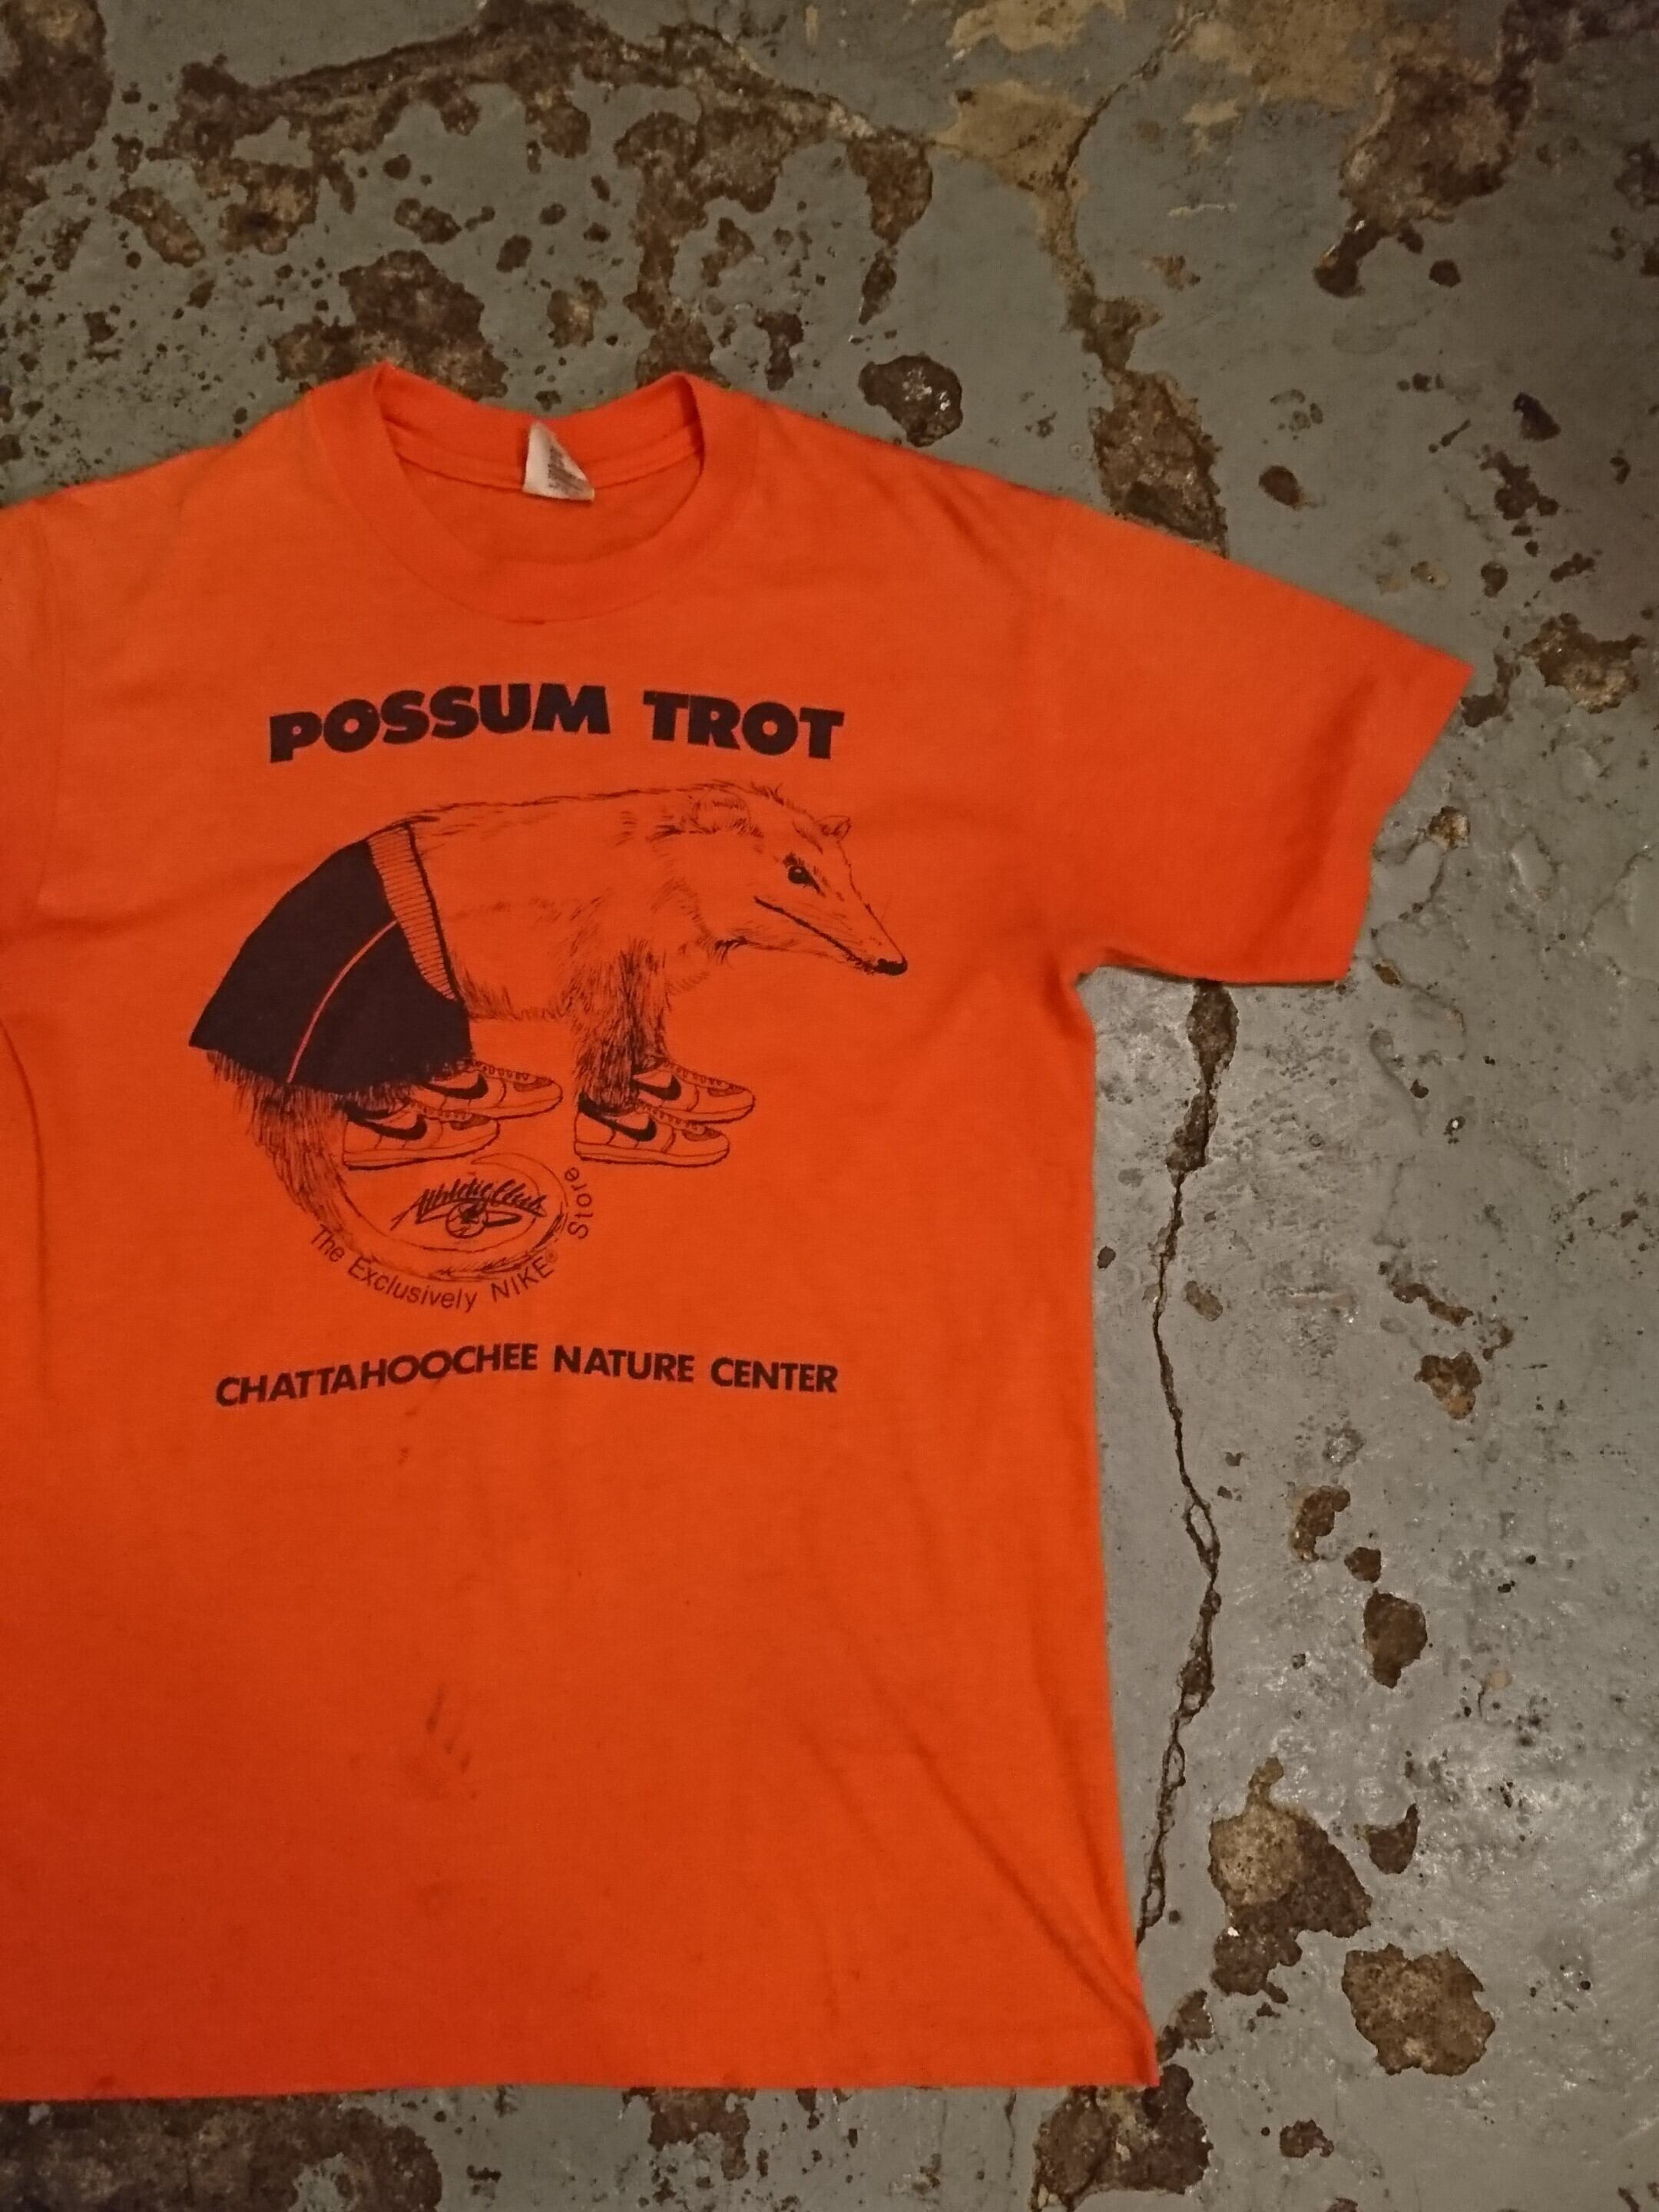 POSSUM TROT
Athletic Club
The Exclusively NIKE® Store
CHATTAHOOCHEE NATURE CENTER